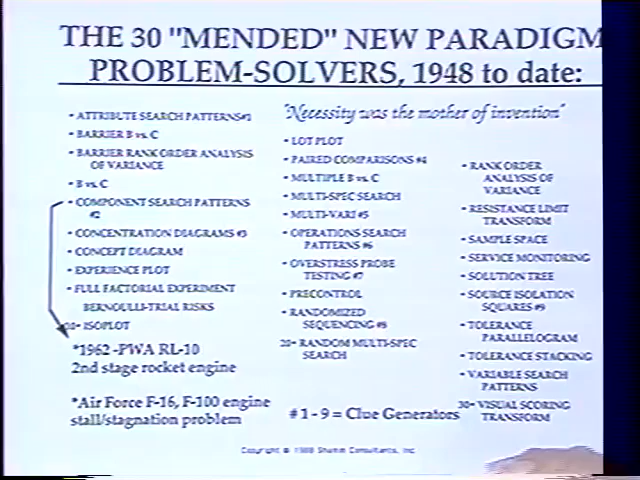 THE 30 "MENDED" NEW PARADIGM
PROBLEM-SOLVERS, 1948 to date:
"Necessity was the mother of invention"
• ATTRIBUTE SEARCH PATTERNS #1
• BARRIER B vs. C
• BARRIER RANK ORDER ANALYSIS
OF VARIANCE
• B vs. C
• COMPONENT SEARCH PATTERNS
#2
• CONCENTRATION DIAGRAMS #3
• CONCEPT DIAGRAM
• EXPERIENCE PLOT
• FULL FACTORIAL EXPERIMENT
BERNOULLI-TRIAL RISKS
10• ISOPLOT
*1962 -PWA RL-10
2nd stage rocket engine
*Air Force F-16, F-100 engine
stall/stagnation problem
• LOT PLOT
• PAIRED COMPARISONS #4
• MULTIPLE B vs. C
• MULTI-SPEC SEARCH
• MULTI-VARI #5
• OPERATIONS SEARCH
PATTERNS #6
• OVERSTRESS PROBE
TESTING #7
• PRECONTROL
• RANDOMIZED
SEQUENCING #8
20• RANDOM MULTI-SPEC
SEARCH
# 1 - 9 = Clue Generators
• RANK ORDER
ANALYSIS OF
VARIANCE
• RESISTANCE LIMIT
TRANSFORM
• SAMPLE SPACE
• SERVICE MONITORING
• SOLUTION TREE
• SOURCE ISOLATION
SQUARES #9
• TOLERANCE
PARALLELOGRAM
• TOLERANCE STACKING
• VARIABLE SEARCH
PATTERNS
30• VISUAL SCORING
TRANSFORM
Copyright © Consultants, Inc